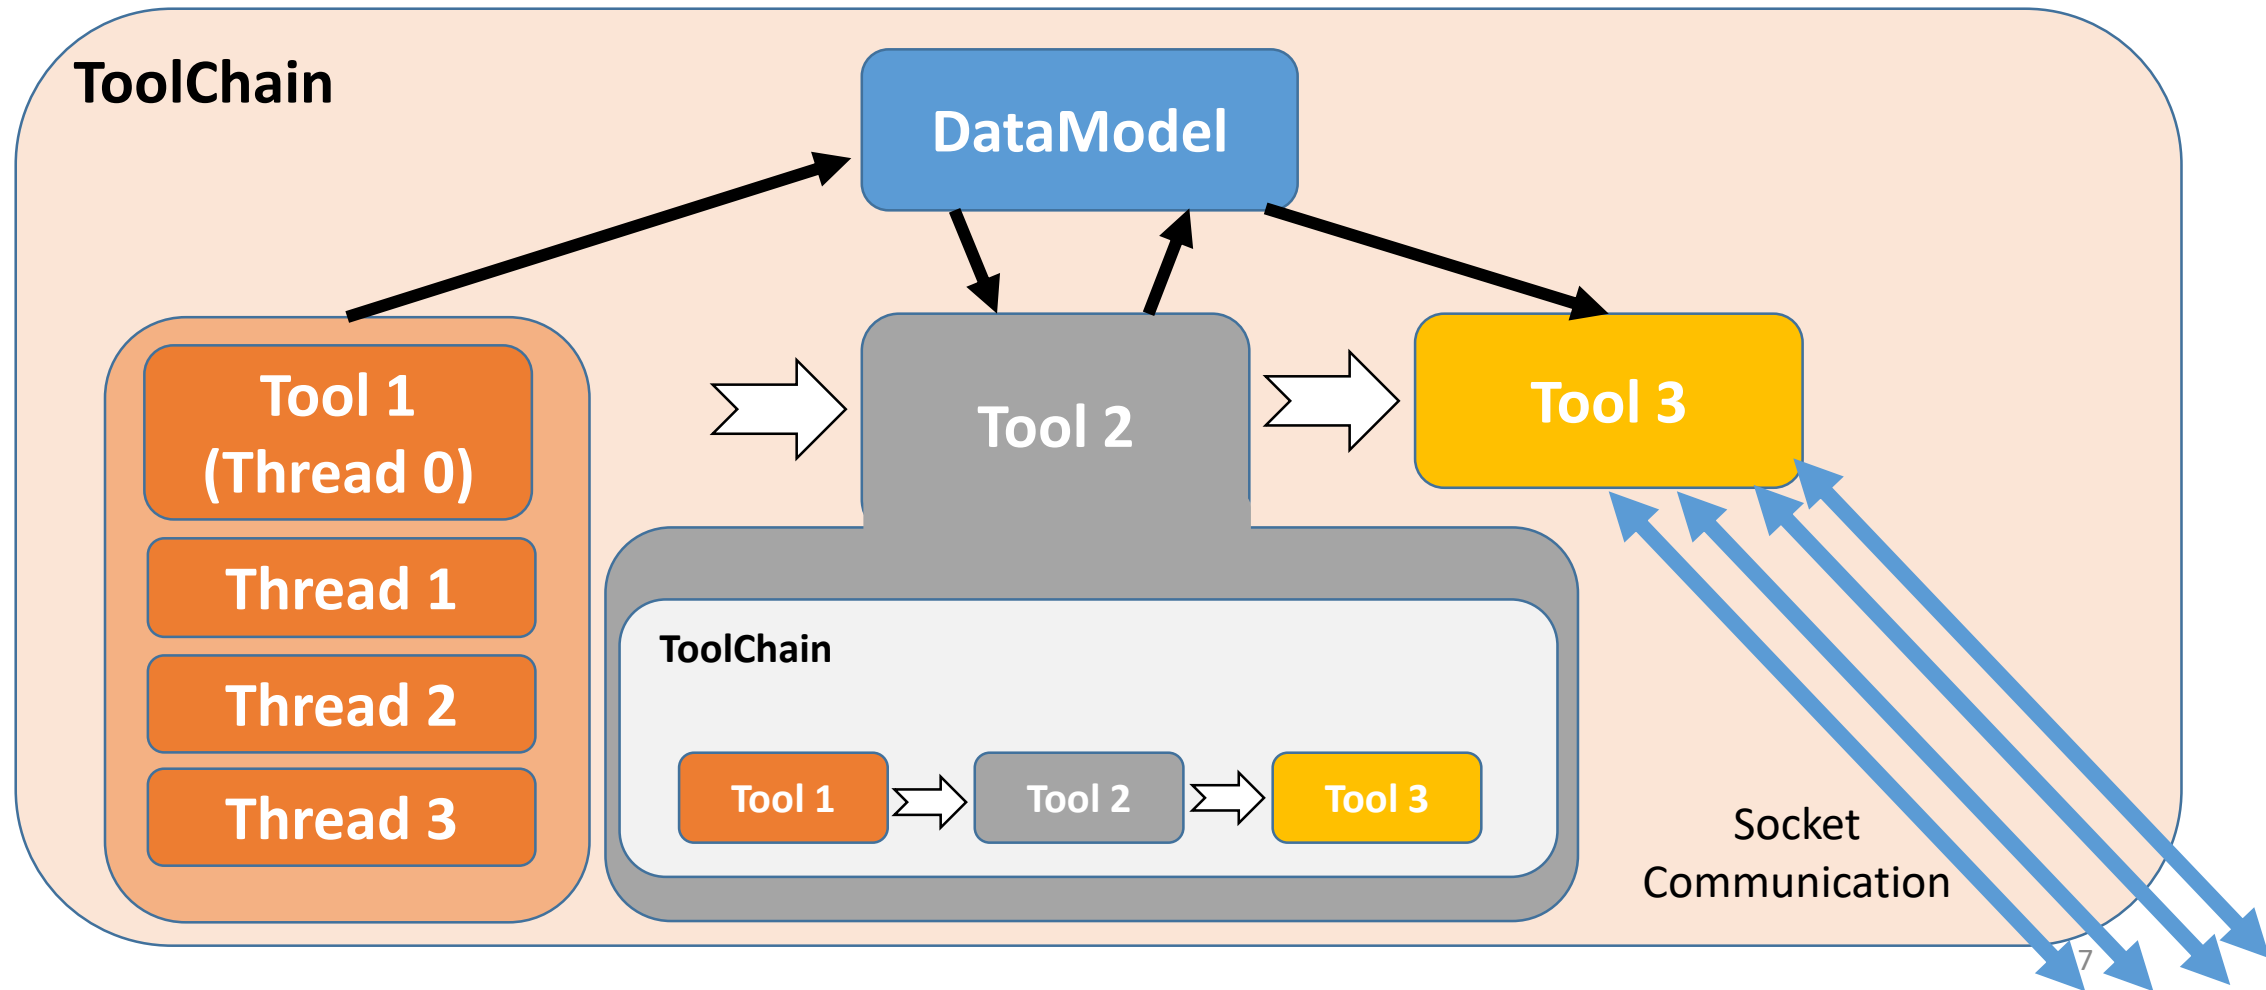 ToolChain
DataModel
Tool 1
(Thread 0)
Thread 1
Thread 2
Thread 3
Tool 2
Tool 3
ToolChain
Tool 1
Tool 2
Tool 3
Socket
Communication
7